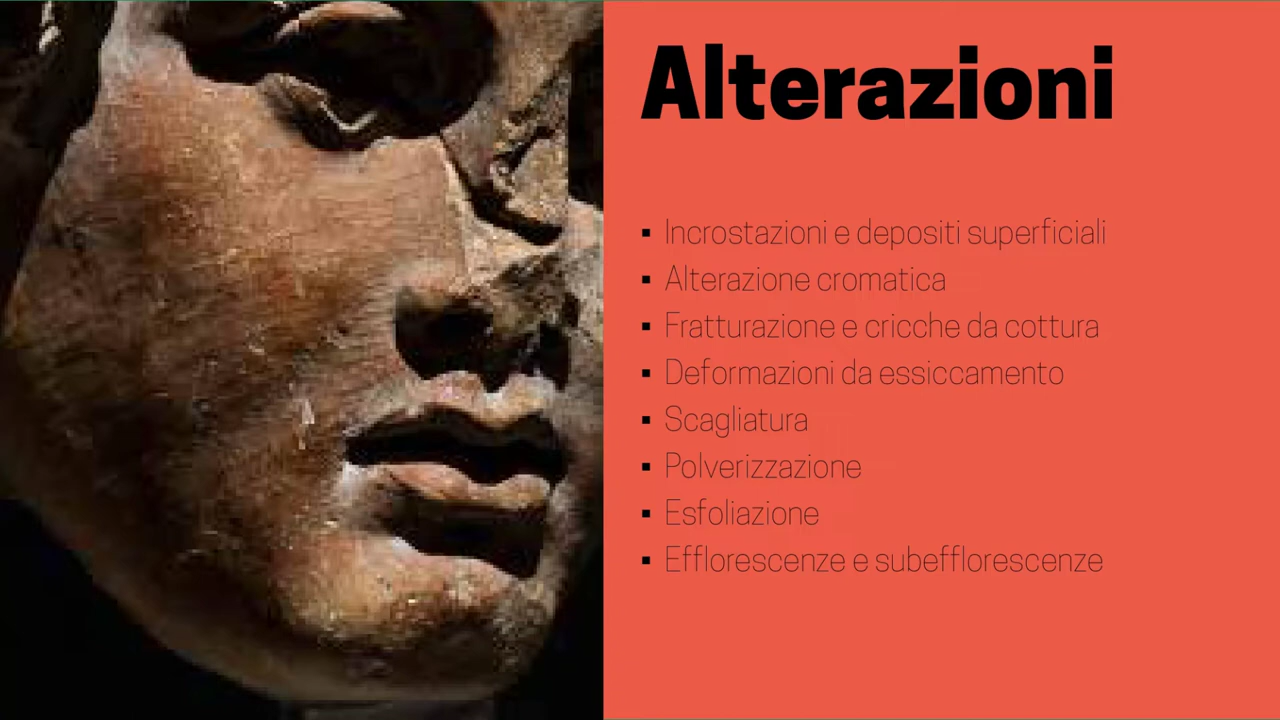 Alterazioni
▪ Incrostazioni e depositi superficiali
▪ Alterazione cromatica
▪ Fratturazione e cricche da cottura
▪ Deformazioni da essiccamento
▪ Scagliatura
▪ Polverizzazione
▪ Esfoliazione
▪ Efflorescenze e subefflorescenze